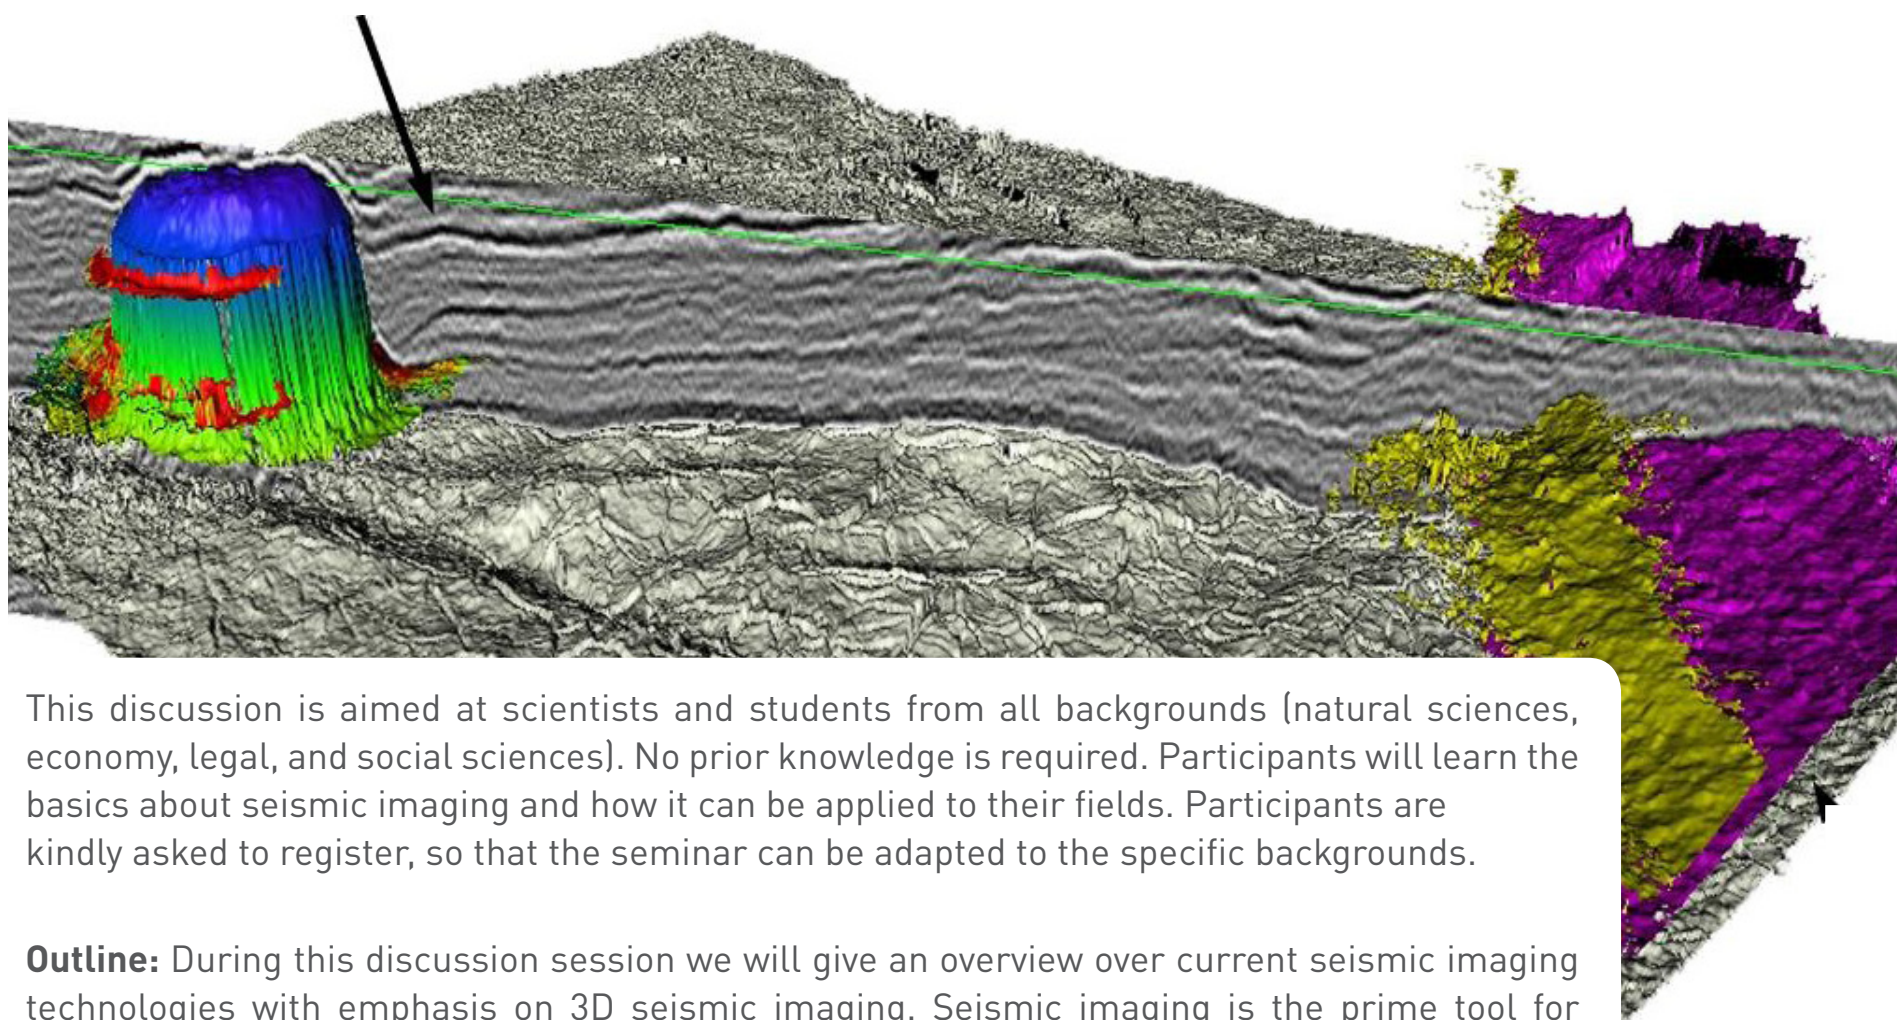 This discussion is aimed at scientists and students from all backgrounds (natural sciences,
economy, legal, and social sciences). No prior knowledge is required. Participants will learn the
basics about seismic imaging and how it can be applied to their fields. Participants are
kindly asked to register, so that the seminar can be adapted to the specific backgrounds.
Outline: During this discussion session we will give an overview over current seismic imaging
technologies with emphasis on 3D seismic imaging. Seismic imaging is the prime tool for